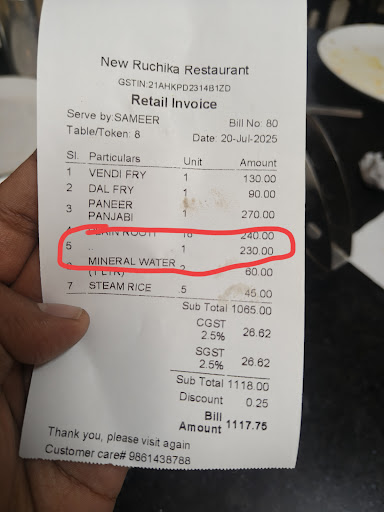 New Ruchika Restaurant
GSTIN:21AHKPD2314B1ZD
Retail Invoice
Serve by:SAMEER Bill No: 80
Table/Token: 8 Date: 20-Jul-2025
Sl. Particulars Unit Amount
1 VENDI FRY 1 130.00
2 DAL FRY 1 90.00
3 PANEER PANJABI 1 270.00
240.00
5 .. 1 230.00
MINERAL WATER 2 60.00
7 STEAM RICE .5 45.00
Sub Total 1065.00
CGST 2.5% 26.62
SGST 2.5% 26.62
Sub Total 1118.00
Discount 0.25
Bill Amount 1117.75
Thank you, please visit again
Customer care# 9861438788